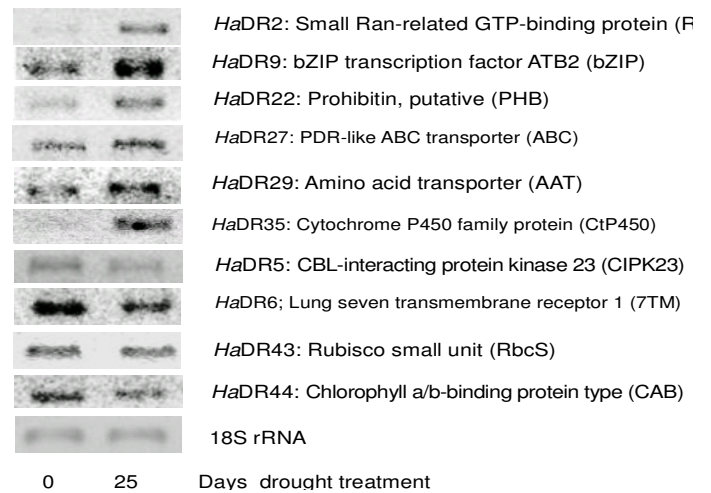 HaDR2: Small Ran-related GTP-binding protein (R
HaDR9: bZIP transcription factor ATB2 (bZIP)
HaDR22: Prohibitin, putative (PHB)
HaDR27: PDR-like ABC transporter (ABC)
HaDR29: Amino acid transporter (AAT)
HaDR35: Cytochrome P450 family protein (CtP450)
HaDR5: CBL-interacting protein kinase 23 (CIPK23)
HaDR6; Lung seven transmembrane receptor 1 (7TM)
HaDR43: Rubisco small unit (RbcS)
HaDR44: Chlorophyll a/b-binding protein type (CAB)
18S rRNA
0 25 Days drought treatment